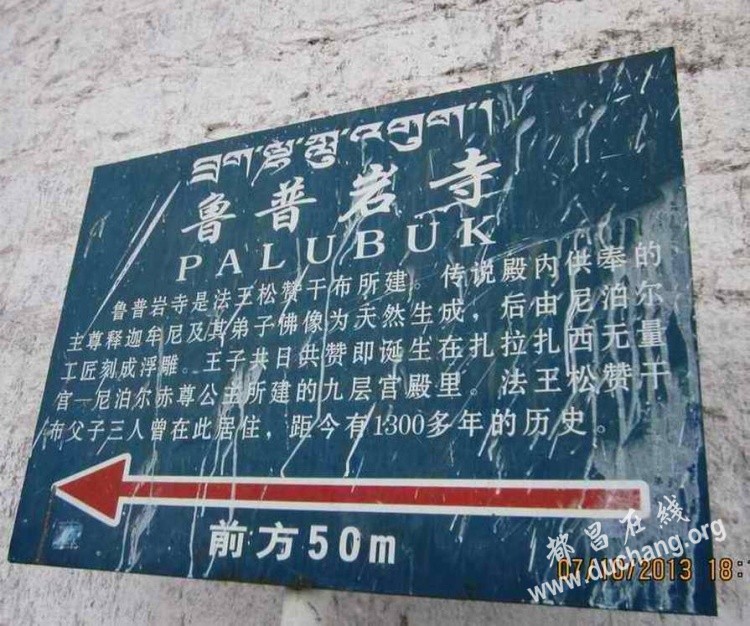 བྲག་ལྷ་ཀླུ་འཕུག།
鲁普岩寺
PALUBUK
鲁普岩寺是法王松赞干布所建。传说殿内供奉的
主尊释迦牟尼及其弟子佛像为天然生成，后由尼泊尔
工匠刻成浮雕。王子共日共赞即诞生在扎拉扎西无量
宫—尼泊尔赤尊公主所建的九层宫殿里。法王松赞干
布父子三人曾在此居住，距今有1300多年的历史。
前方50m
都昌在线
www.duchang.org
07/10/2013 18: